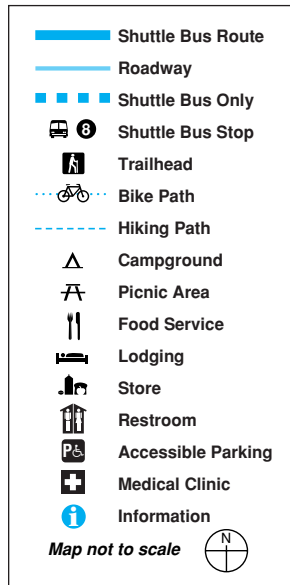 Shuttle Bus Route
Roadway
Shuttle Bus Only
8 Shuttle Bus Stop
Trailhead
Bike Path
Hiking Path
Campground
Picnic Area
Food Service
Lodging
Store
Restroom
P Accessible Parking
Medical Clinic
i Information
Map not to scale N